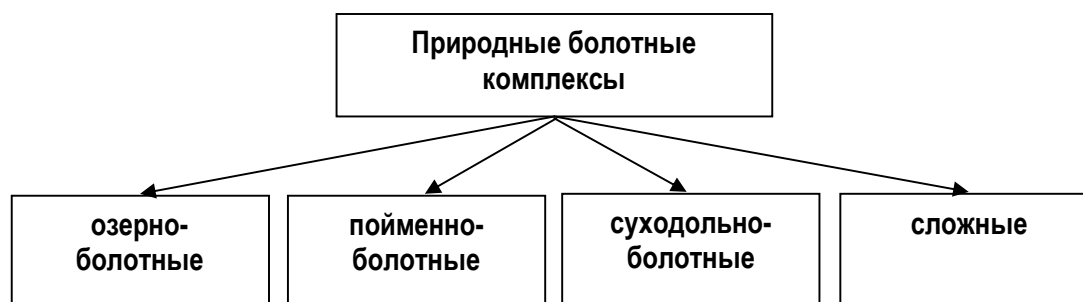 Природные болотные
комплексы
озерно-
болотные
пойменно-
болотные
суходольно-
болотные
сложные